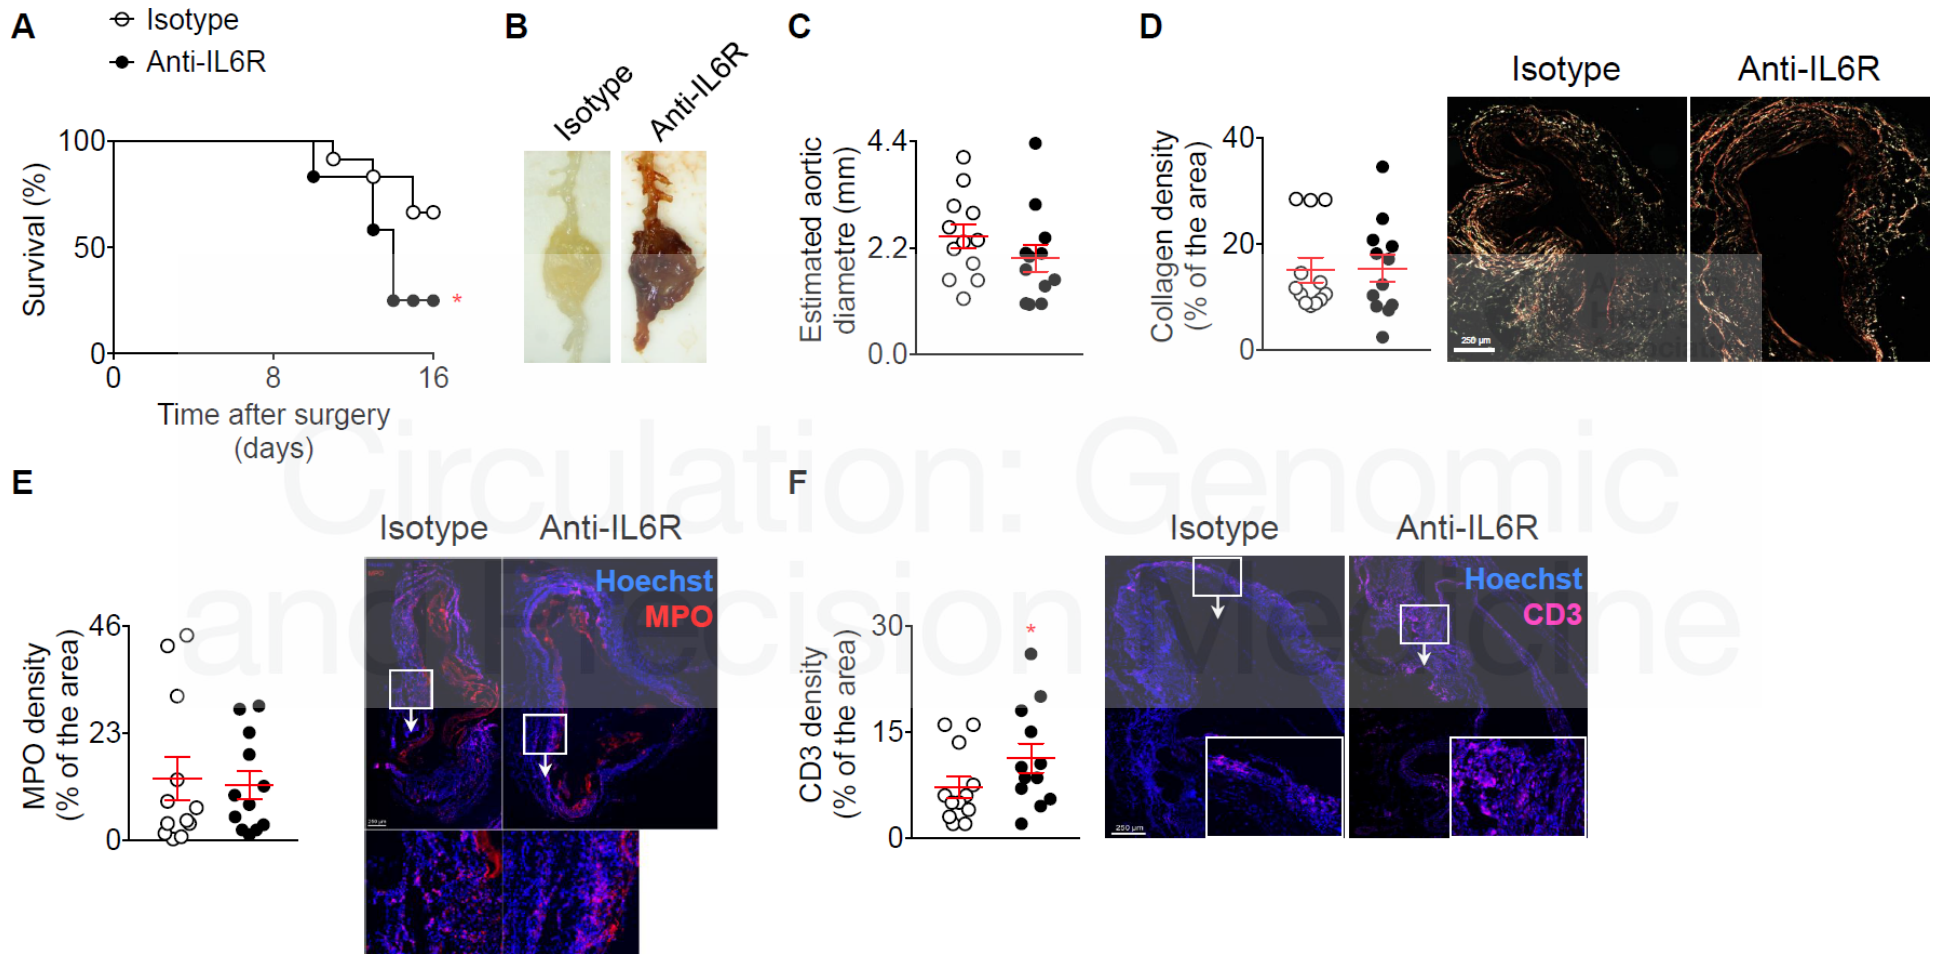 A
Isotype
Anti-IL6R
100
50
0
Survival (%)
*
0
8
16
Time after surgery
(days)
B
Isotype
Anti-IL6R
C
4.4
2.2
0.0
Estimated aortic
diametre (mm)
D
40
20
0
Collagen density
(% of the area)
Isotype
Anti-IL6R
250 µm
Circulation: Genomic
and Precision Medicine
E
46
23
0
MPO density
(% of the area)
Isotype
Anti-IL6R
Hoechst
MPO
250 µm
F
30
15
0
CD3 density
(% of the area)
*
Isotype
Anti-IL6R
Hoechst
CD3
250 µm